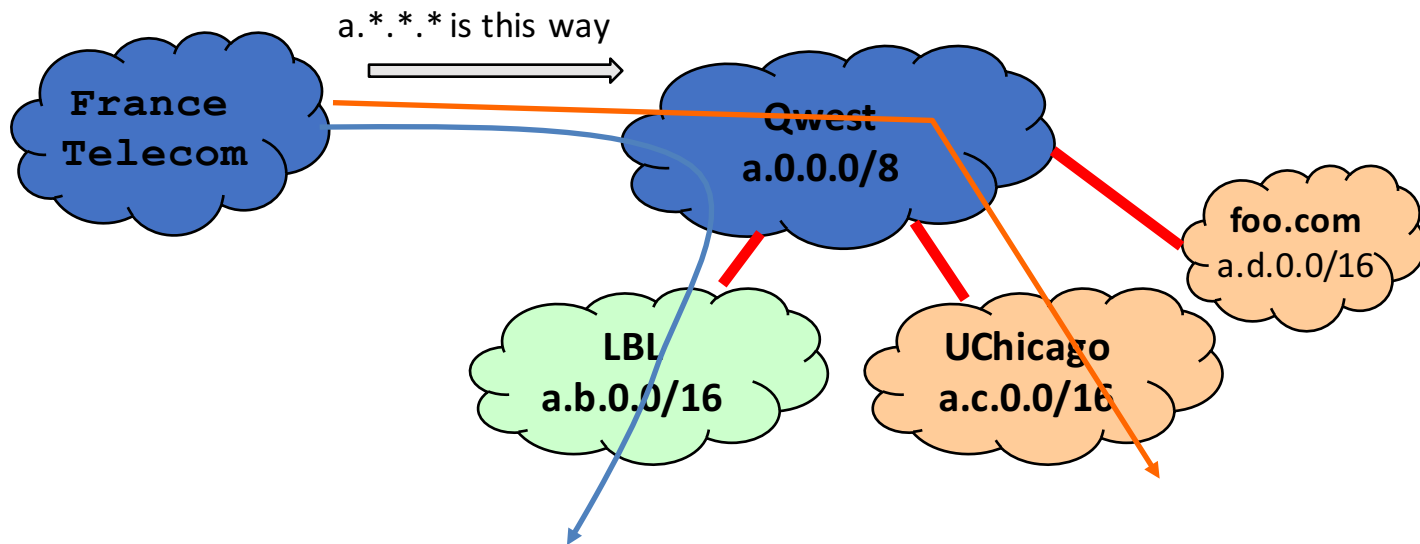 a.*.*.* is this way
France
Telecom
Qwest
a.0.0.0/8
foo.com
a.d.0.0/16
LBL
a.b.0.0/16
UChicago
a.c.0.0/16